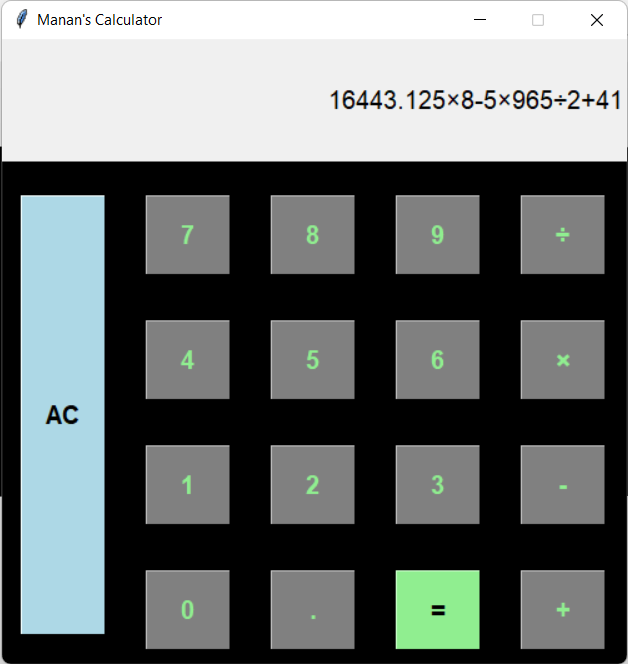 Manan's Calculator
16443.125×8-5×965÷2+41
7 8 9 ÷
4 5 6 ×
AC
1 2 3 -
0 . = +